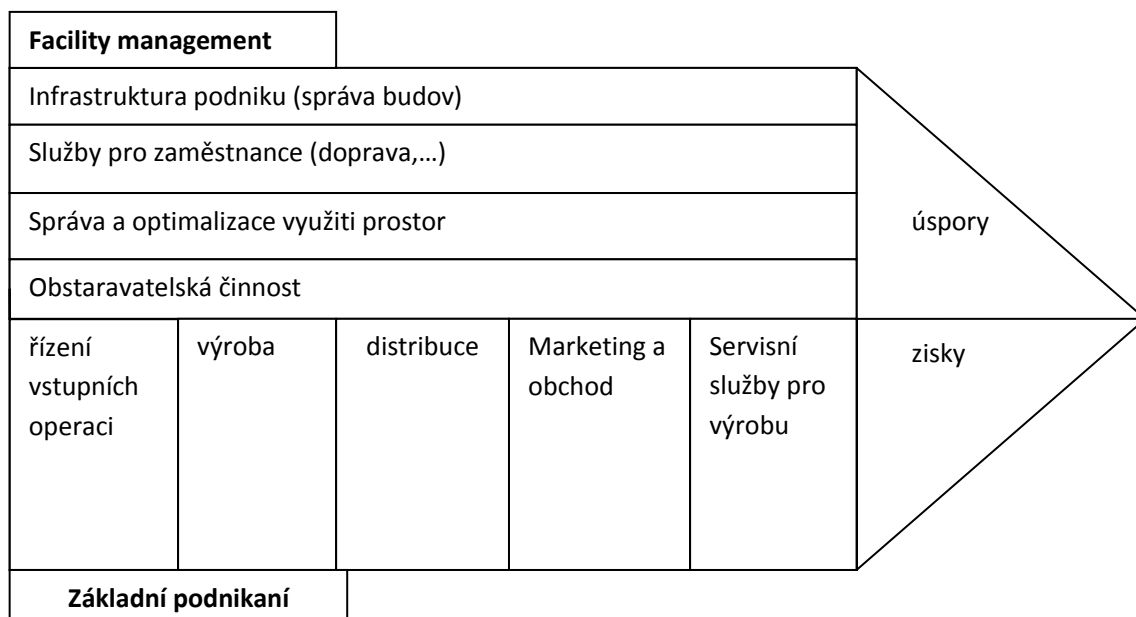 Facility management
Infrastruktura podniku (správa budov)
Služby pro zaměstnance (doprava,...)
Správa a optimalizace využiti prostor
úspory
Obstaravatelská činnost
řízení
vstupních
operaci
výroba
distribuce
Marketing a
obchod
Servisní
služby pro
výrobu
zisky
Základní podnikaní